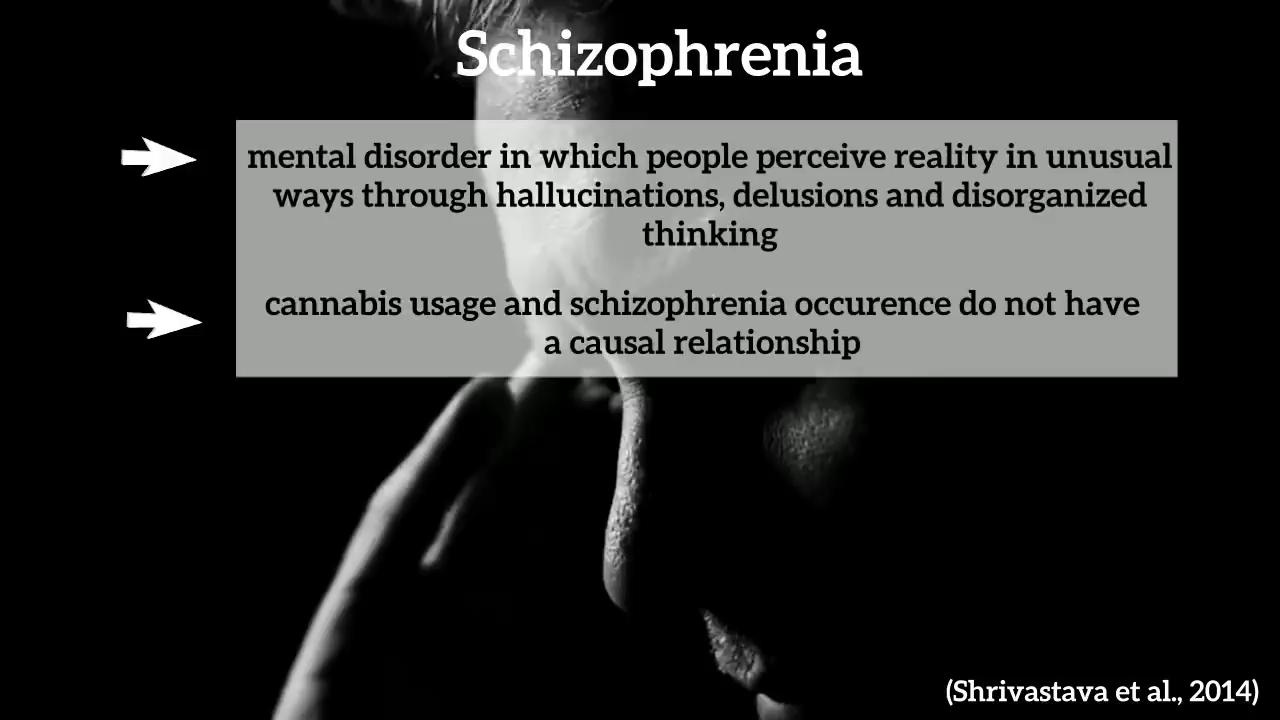 Schizophrenia
mental disorder in which people perceive reality in unusual
ways through hallucinations, delusions and disorganized
thinking
cannabis usage and schizophrenia occurence do not have
a causal relationship
(Shrivastava et al., 2014)